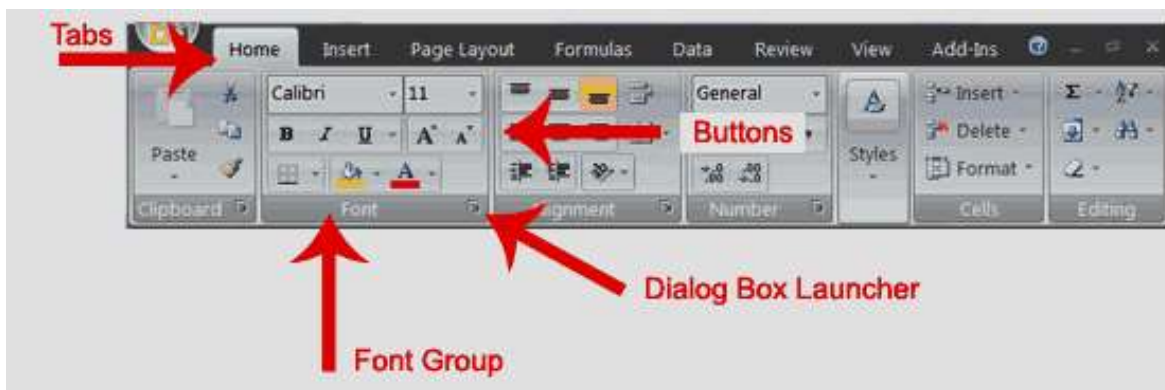 Tabs
Home Insert Page Layout Formulas Data Review View Add-Ins
Calibri 11 General Insert Σ
B I U A A Buttons Delete
Paste Styles
A Format
Clipboard Font Alignment Number Cells Editing
Dialog Box Launcher
Font Group